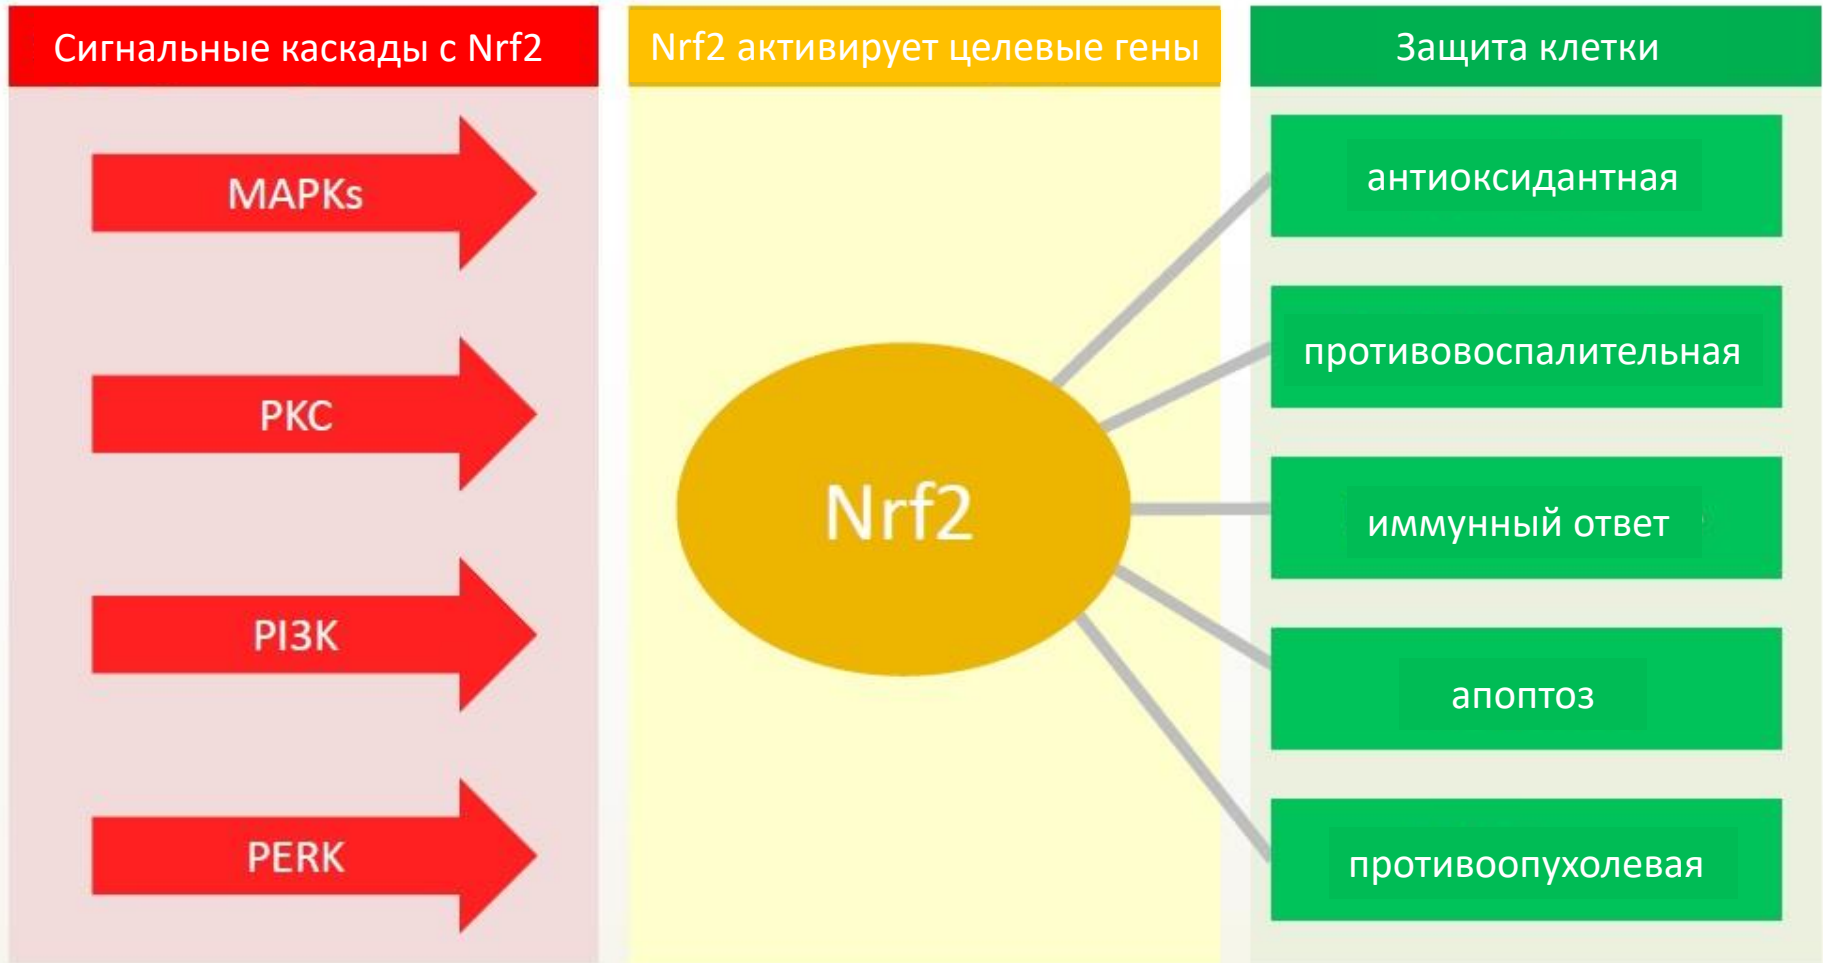 Сигнальные каскады с Nrf2
Nrf2 активирует целевые гены
Защита клетки
MAPKs
PKC
PI3K
PERK
Nrf2
антиоксидантная
противовоспалительная
иммунный ответ
апоптоз
противоопухолевая